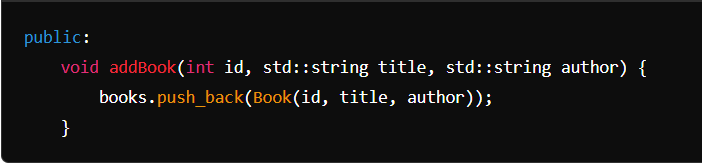 public:
    void addBook(int id, std::string title, std::string author) {
        books.push_back(Book(id, title, author));
    }